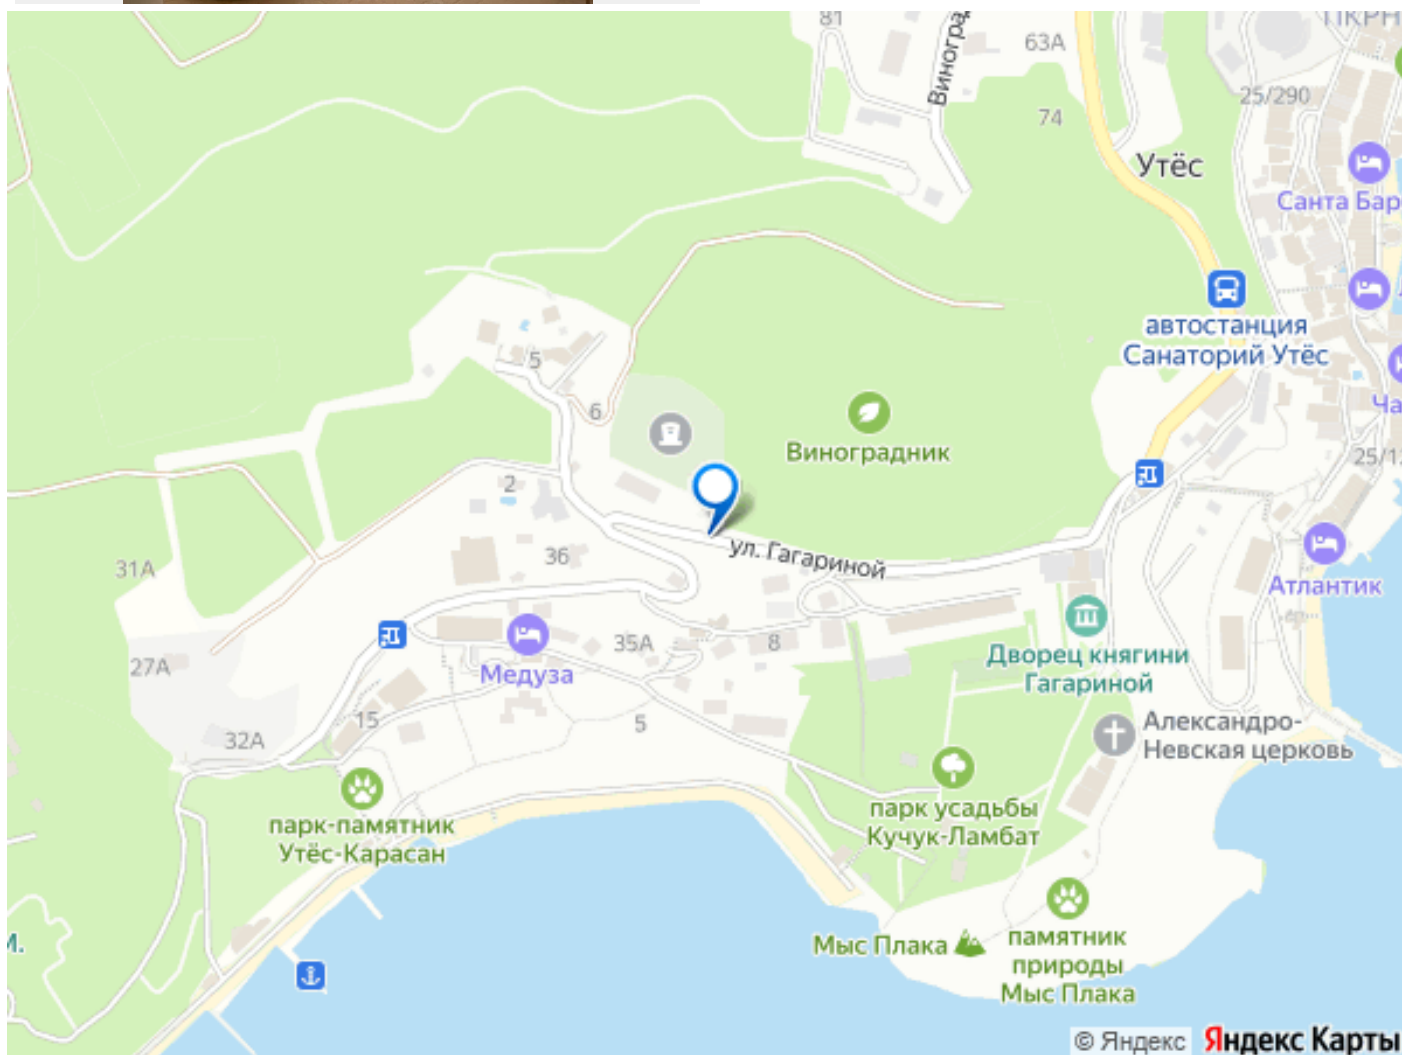 81
63А
Виноград
25/290
74
Утёс
Санта Бар
автостанция
Санаторий Утёс
5
6
Ча
Виноградник
25/1
2
ул. Гагариной
36
31А
Атлантик
35А
8
27А
Медуза
Дворец княгини
Гагариной
15
5
32А
Александро-
Невская церковь
парк-памятник
Утёс-Карасан
парк усадьбы
Кучук-Ламбат
м.
Мыс Плака
памятник
природы
Мыс Плака
© Яндекс Яндекс Карты